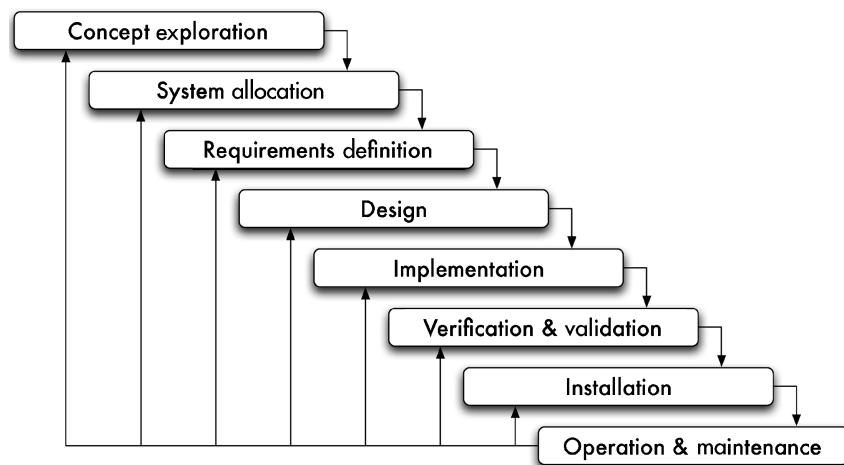 Concept exploration
System allocation
Requirements definition
Design
Implementation
Verification & validation
Installation
Operation & maintenance